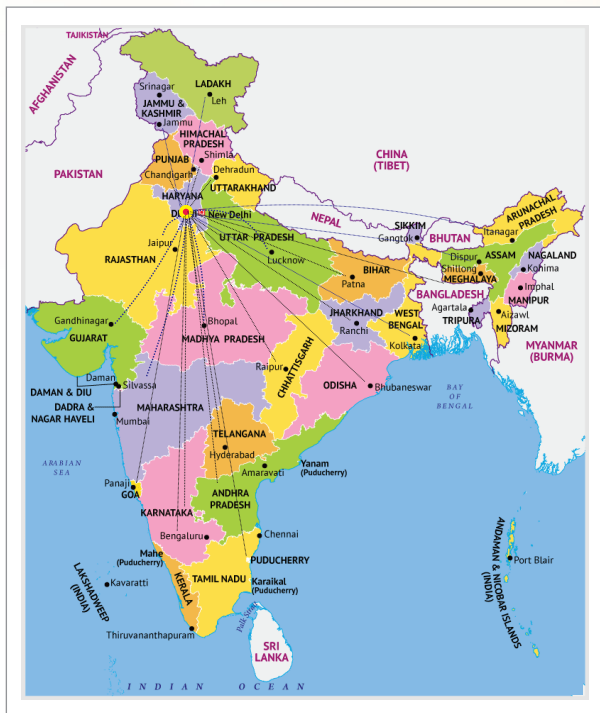 TAJIKISTAN
AFGHANISTAN
PAKISTAN
CHINA
(TIBET)
NEPAL
BHUTAN
BANGLADESH
MYANMAR
(BURMA)
SRI
LANKA
LADAKH
Leh
Srinagar
JAMMU &
KASHMIR
Jammu
HIMACHAL
PRADESH
Shimla
PUNJAB
Chandigarh
Dehradun
UTTARAKHAND
HARYANA
New Delhi
Jaipur
RAJASTHAN
UTTAR PRADESH
Lucknow
SIKKIM
Gangtok
ARUNACHAL
PRADESH
Itanagar
Dispur
ASSAM
Shillong
MEGHALAYA
NAGALAND
Kohima
Imphal
MANIPUR
Agartala
TRIPURA
Aizawl
MIZORAM
BIHAR
Patna
JHARKHAND
Ranchi
WEST
BENGAL
Kolkata
Gandhinagar
GUJARAT
Bhopal
MADHYA PRADESH
Raipur
CHHATTISGARH
ODISHA
Bhubaneswar
Daman
DAMAN & DIU
Silvassa
DADRA &
NAGAR HAVELI
MAHARASHTRA
Mumbai
TELANGANA
Hyderabad
Amaravati
Yanam
(Puducherry)
ANDHRA
PRADESH
Panaji
GOA
KARNATAKA
Bengaluru
Chennai
Mahe
(Puducherry)
PUDUCHERRY
TAMIL NADU
Karaikal
(Puducherry)
KERALA
Thiruvananthapuram
Kavaratti
LAKSHADWEEP
(INDIA)
ANDAMAN & NICOBAR ISLANDS
(INDIA)
Port Blair
BAY
OF
BENGAL
ARABIAN
SEA
Palk
INDIAN OCEAN